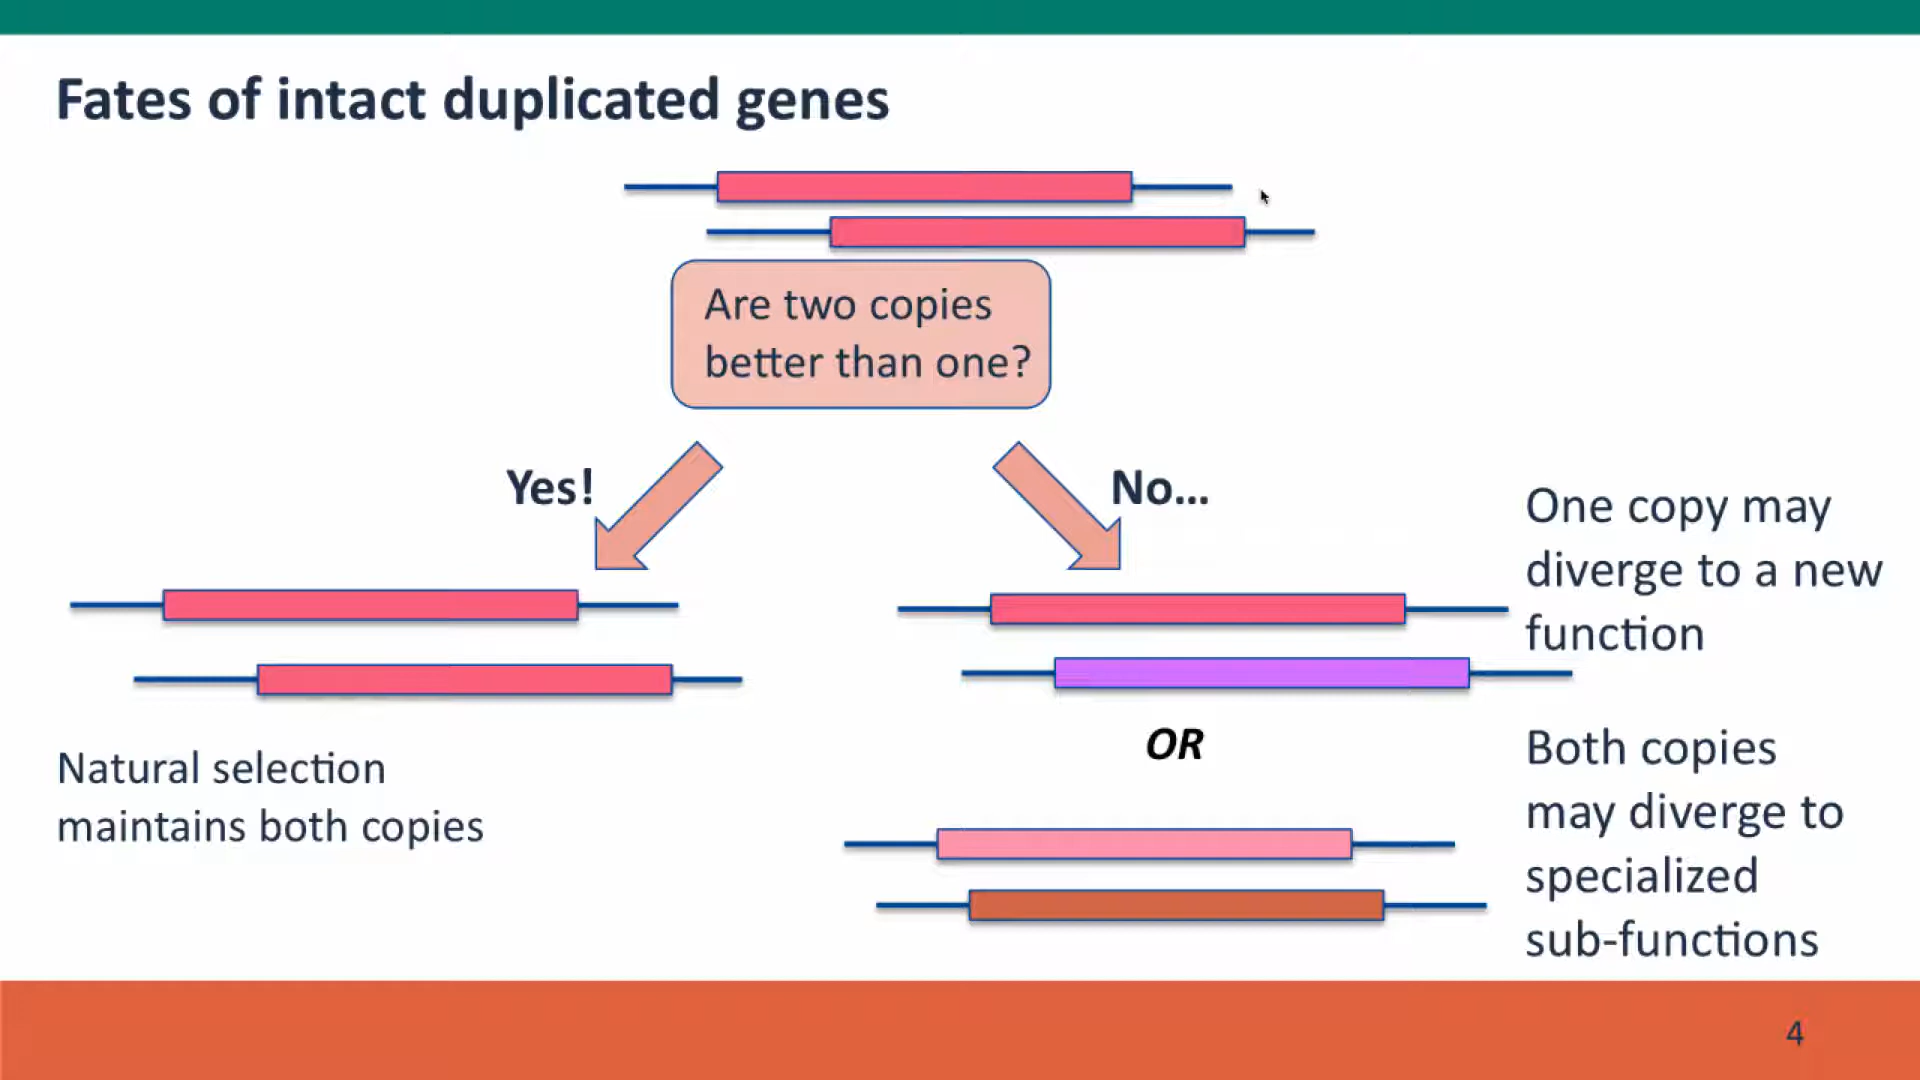 Fates of intact duplicated genes
Are two copies
better than one?
Yes!
No...
Natural selection
maintains both copies
One copy may
diverge to a new
function
OR
Both copies
may diverge to
specialized
sub-functions
4